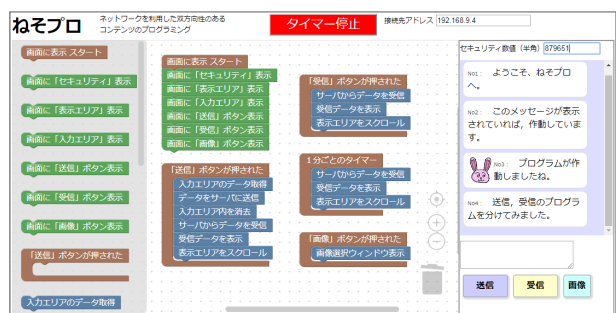 ねそプロ
ネットワークを利用した双方向性のある
コンテンツのプログラミング
タイマー停止
接続先アドレス 192.168.9.4
画面に表示 スタート
画面に「セキュリティ」表示
画面に「表示エリア」表示
画面に「入力エリア」表示
画面に「送信」ボタン表示
画面に「受信」ボタン表示
画面に「画像」ボタン表示
「送信」ボタンが押された
入力エリアのデータ取得
画面に表示 スタート
画面に「セキュリティ」表示
画面に「表示エリア」表示
画面に「入力エリア」表示
画面に「送信」ボタン表示
画面に「受信」ボタン表示
画面に「画像」ボタン表示
「送信」ボタンが押された
入力エリアのデータ取得
データをサーバに送信
入力エリア内を消去
サーバからデータを受信
受信データを表示
表示エリアをスクロール
「受信」ボタンが押された
サーバからデータを受信
受信データを表示
表示エリアをスクロール
1分ごとのタイマー
サーバからデータを受信
受信データを表示
表示エリアをスクロール
「画像」ボタンが押された
画像選択ウィンドウ表示
セキュリティ数値（半角） 879651
No1： ようこそ、ねそプロ
へ。
No2： このメッセージが表示
されていれば，作動していま
す。
No3： プログラムが作
動しましたね。
No4： 送信，受信のプログラ
ムを分けてみました。
送信
受信
画像